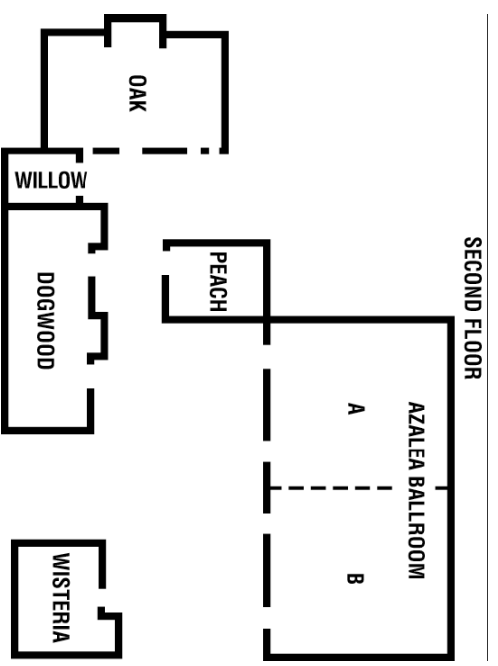 SECOND FLOOR
OAK
WILLOW
PEACH
DOGWOOD
AZALEA BALLROOM
A
B
WISTERIA